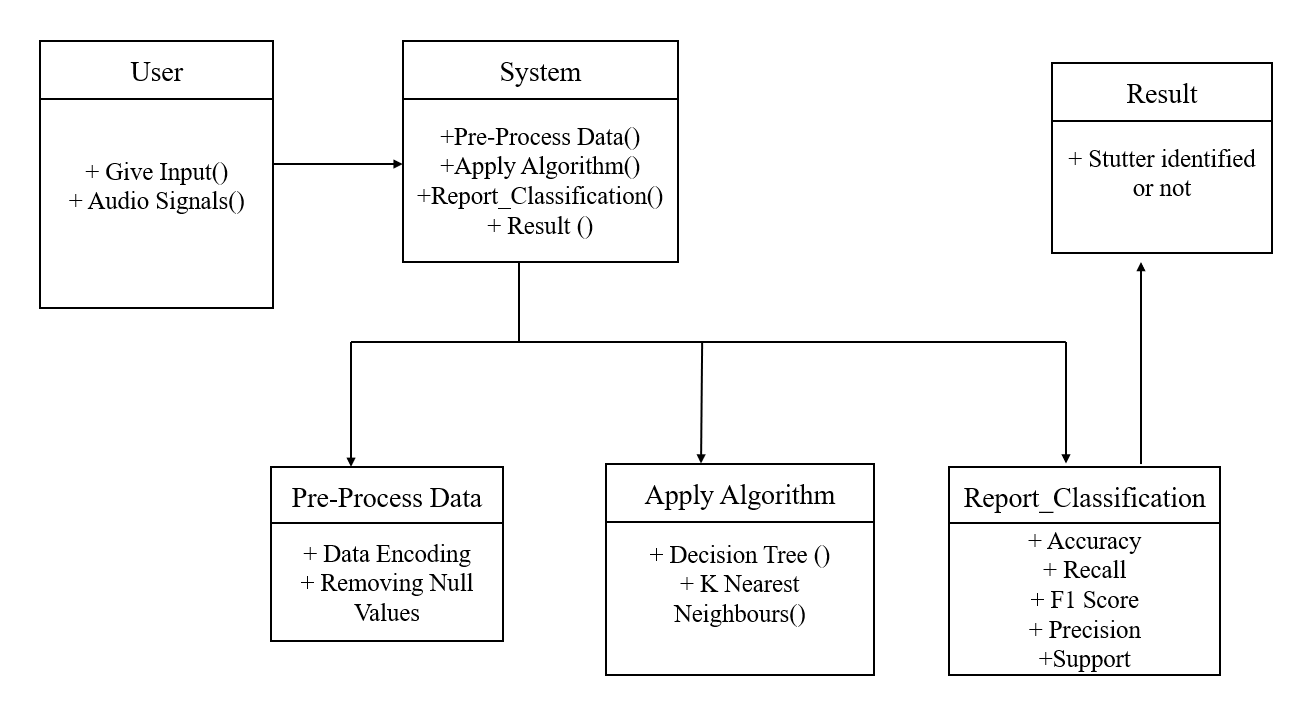 User
+ Give Input()
+ Audio Signals()
System
+Pre-Process Data()
+Apply Algorithm()
+Report_Classification()
+ Result ()
Result
+ Stutter identified
or not
Pre-Process Data
+ Data Encoding
+ Removing Null
Values
Apply Algorithm
+ Decision Tree ()
+ K Nearest
Neighbours()
Report_Classification
+ Accuracy
+ Recall
+ F1 Score
+ Precision
+Support